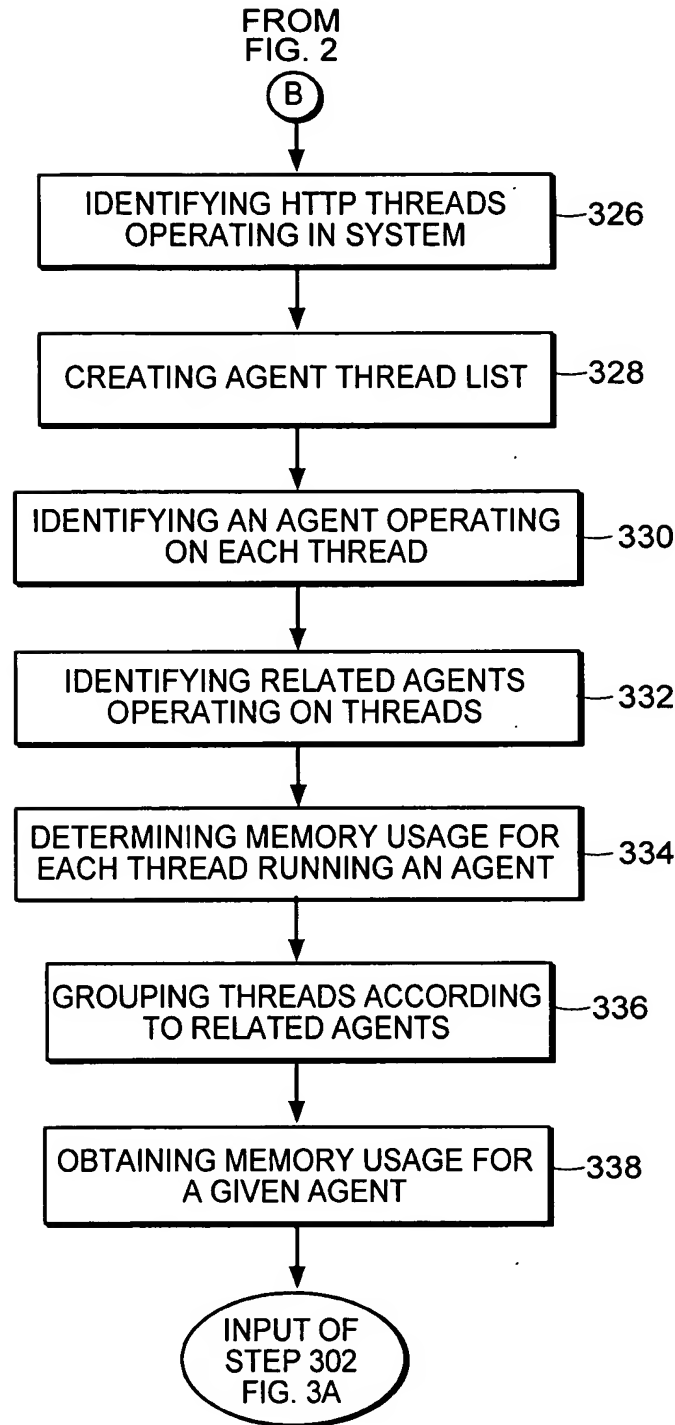 FROM
FIG. 2
B
IDENTIFYING HTTP THREADS
OPERATING IN SYSTEM
326
CREATING AGENT THREAD LIST
328
IDENTIFYING AN AGENT OPERATING
ON EACH THREAD
330
IDENTIFYING RELATED AGENTS
OPERATING ON THREADS
332
DETERMINING MEMORY USAGE FOR
EACH THREAD RUNNING AN AGENT
334
GROUPING THREADS ACCORDING
TO RELATED AGENTS
336
OBTAINING MEMORY USAGE FOR
A GIVEN AGENT
338
INPUT OF
STEP 302
FIG. 3A